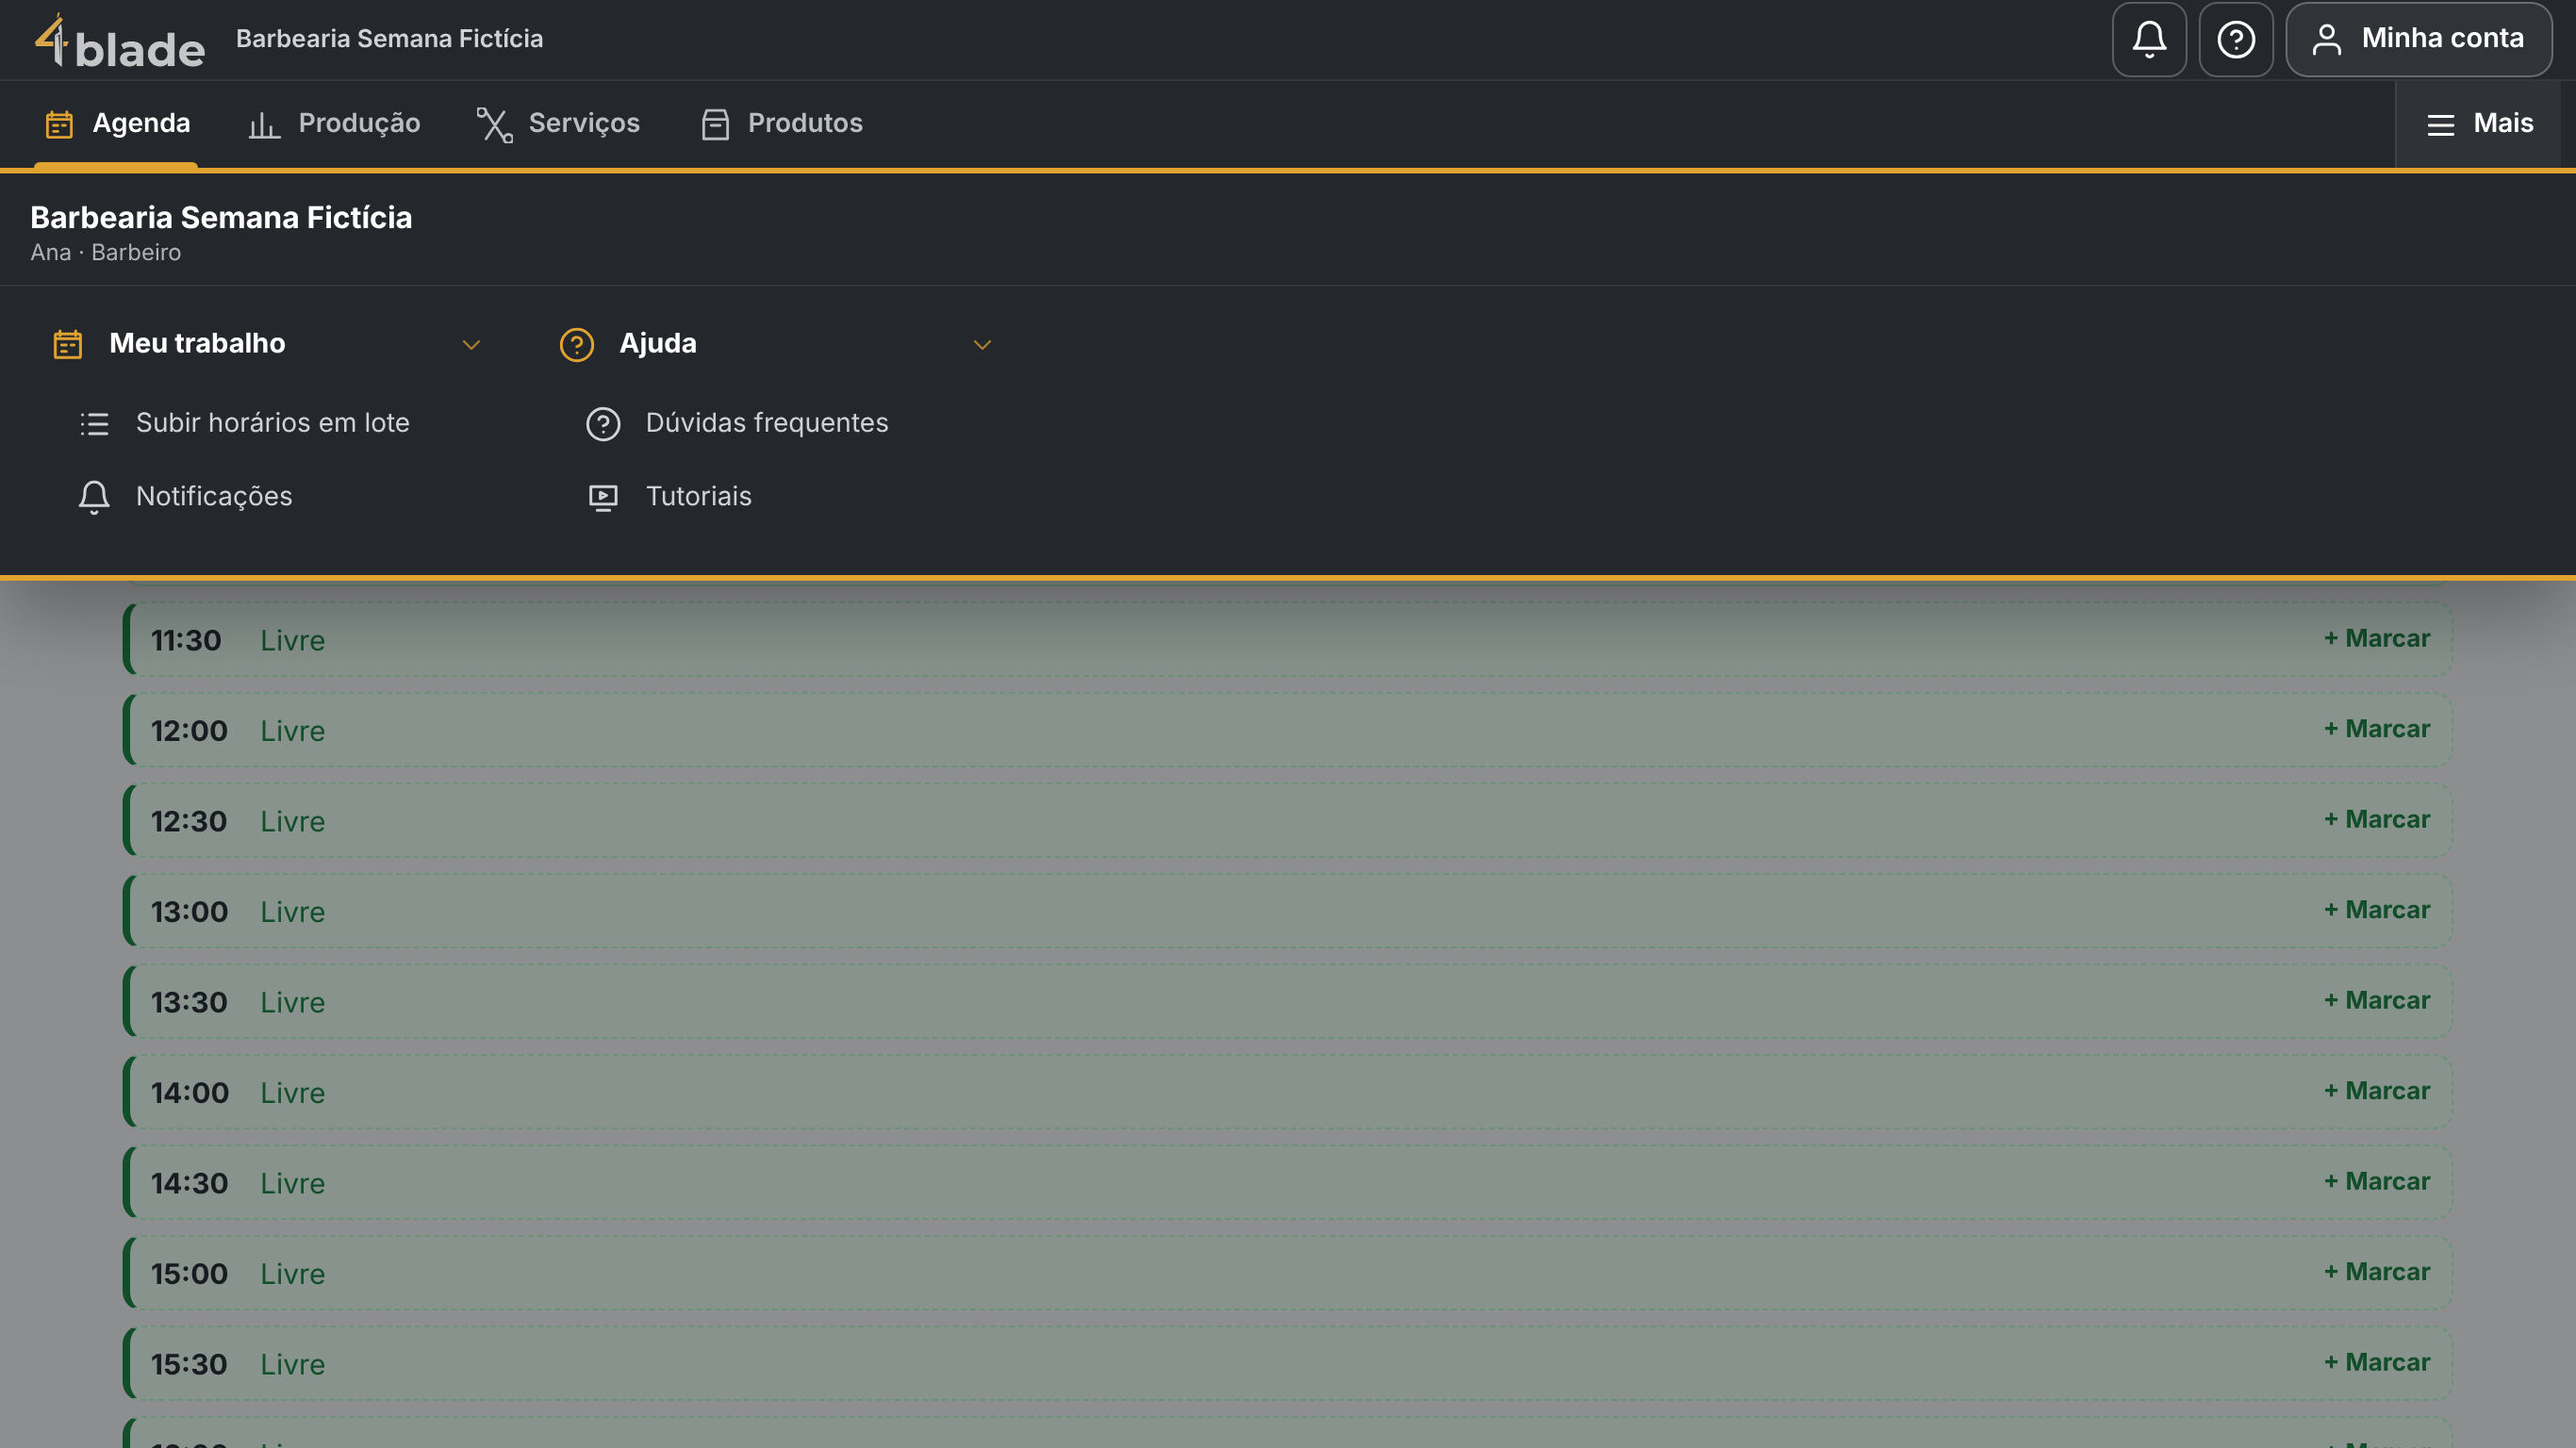 4blade
Barbearia Semana Fictícia
Minha conta
Agenda
Produção
Serviços
Produtos
Mais
Barbearia Semana Fictícia
Ana · Barbeiro
Meu trabalho
Ajuda
Subir horários em lote
Dúvidas frequentes
Notificações
Tutoriais
11:30 Livre + Marcar
12:00 Livre + Marcar
12:30 Livre + Marcar
13:00 Livre + Marcar
13:30 Livre + Marcar
14:00 Livre + Marcar
14:30 Livre + Marcar
15:00 Livre + Marcar
15:30 Livre + Marcar